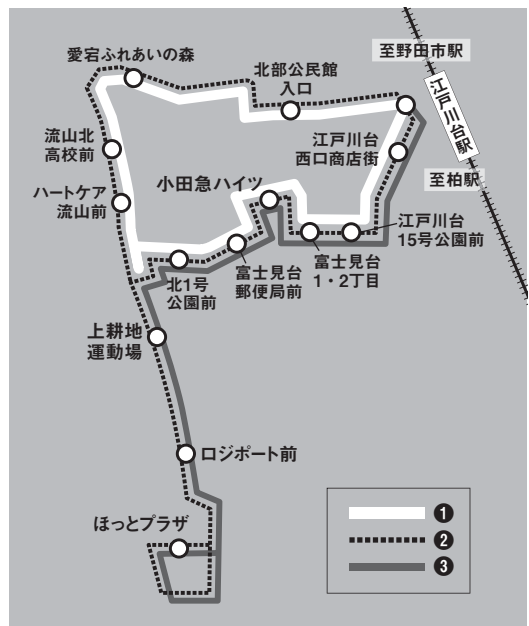 愛宕ふれあいの森
北部公民館
入口
至野田市駅
江戸川台駅
至柏駅
流山北
高校前
江戸川台
西口商店街
小田急ハイツ
ハートケア
流山前
江戸川台
15号公園前
富士見台
1・2丁目
富士見台
郵便局前
北1号
公園前
上耕地
運動場
ロジポート前
ほっとプラザ
❶
❷
❸